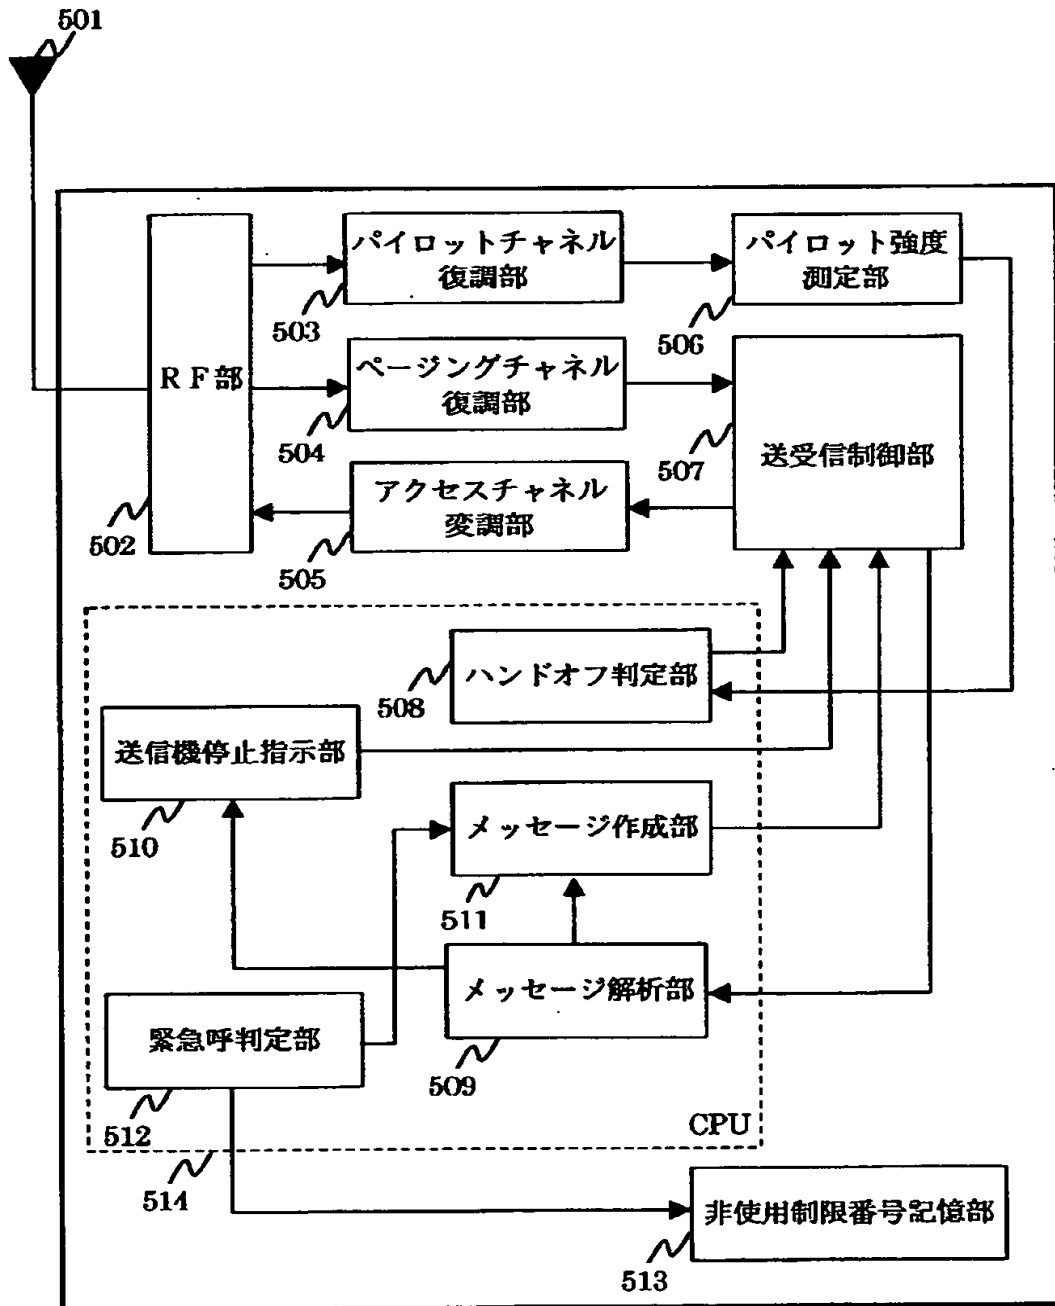 501
パイロットチャネル
復調部
503
パイロット強度
測定部
506
RF部
502
ページングチャネル
復調部
504
送受信制御部
507
アクセスチャネル
変調部
505
ハンドオフ判定部
508
送信機停止指示部
510
メッセージ作成部
511
メッセージ解析部
509
緊急呼判定部
512
CPU
514
非使用制限番号記憶部
513